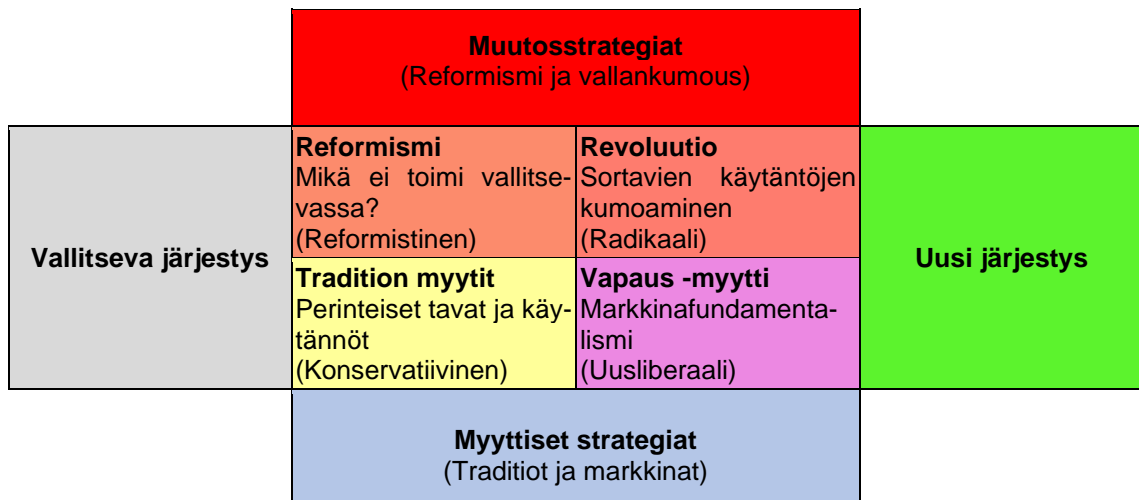 Muutosstrategiat
(Reformismi ja vallankumous)
Vallitseva järjestys
Reformismi
Mikä ei toimi vallitse-
vassa?
(Reformistinen)
Revoluutio
Sortavien käytäntöjen
kumoaminen
(Radikaali)
Tradition myytit
Perinteiset tavat ja käy-
tännöt
(Konservatiivinen)
Vapaus -myytti
Markkinafundamenta-
lismi
(Uusliberaali)
Uusi järjestys
Myyttiset strategiat
(Traditiot ja markkinat)